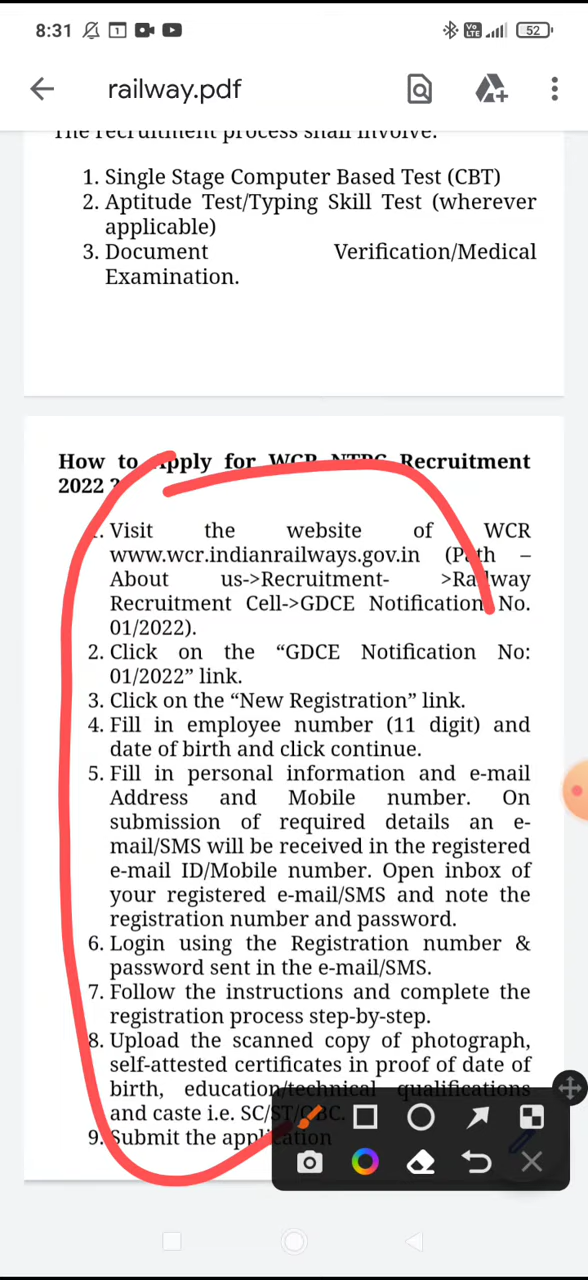 8:31
1
Vo LTE
52
railway.pdf
The recruitment process shall involve:
1. Single Stage Computer Based Test (CBT)
2. Aptitude Test/Typing Skill Test (wherever
applicable)
3. Document Verification/Medical
Examination.
How to Apply for WCR NTPC Recruitment
2022 ?
1. Visit the website of WCR
www.wcr.indianrailways.gov.in (Path –
About us->Recruitment- >Railway
Recruitment Cell->GDCE Notification No.
01/2022).
2. Click on the “GDCE Notification No:
01/2022” link.
3. Click on the “New Registration” link.
4. Fill in employee number (11 digit) and
date of birth and click continue.
5. Fill in personal information and e-mail
Address and Mobile number. On
submission of required details an e-
mail/SMS will be received in the registered
e-mail ID/Mobile number. Open inbox of
your registered e-mail/SMS and note the
registration number and password.
6. Login using the Registration number &
password sent in the e-mail/SMS.
7. Follow the instructions and complete the
registration process step-by-step.
8. Upload the scanned copy of photograph,
self-attested certificates in proof of date of
birth, education/technical qualifications
and caste i.e. SC/ST/OBC.
9. Submit the application